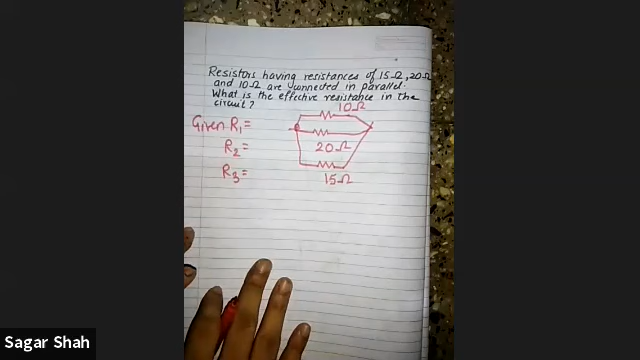 Resistors having resistances of 15Ω, 20Ω
and 10Ω are connected in parallel.
What is the effective resistance in the
circuit?
10Ω
Given R1=
20Ω
R2=
R3=
15Ω
Sagar Shah